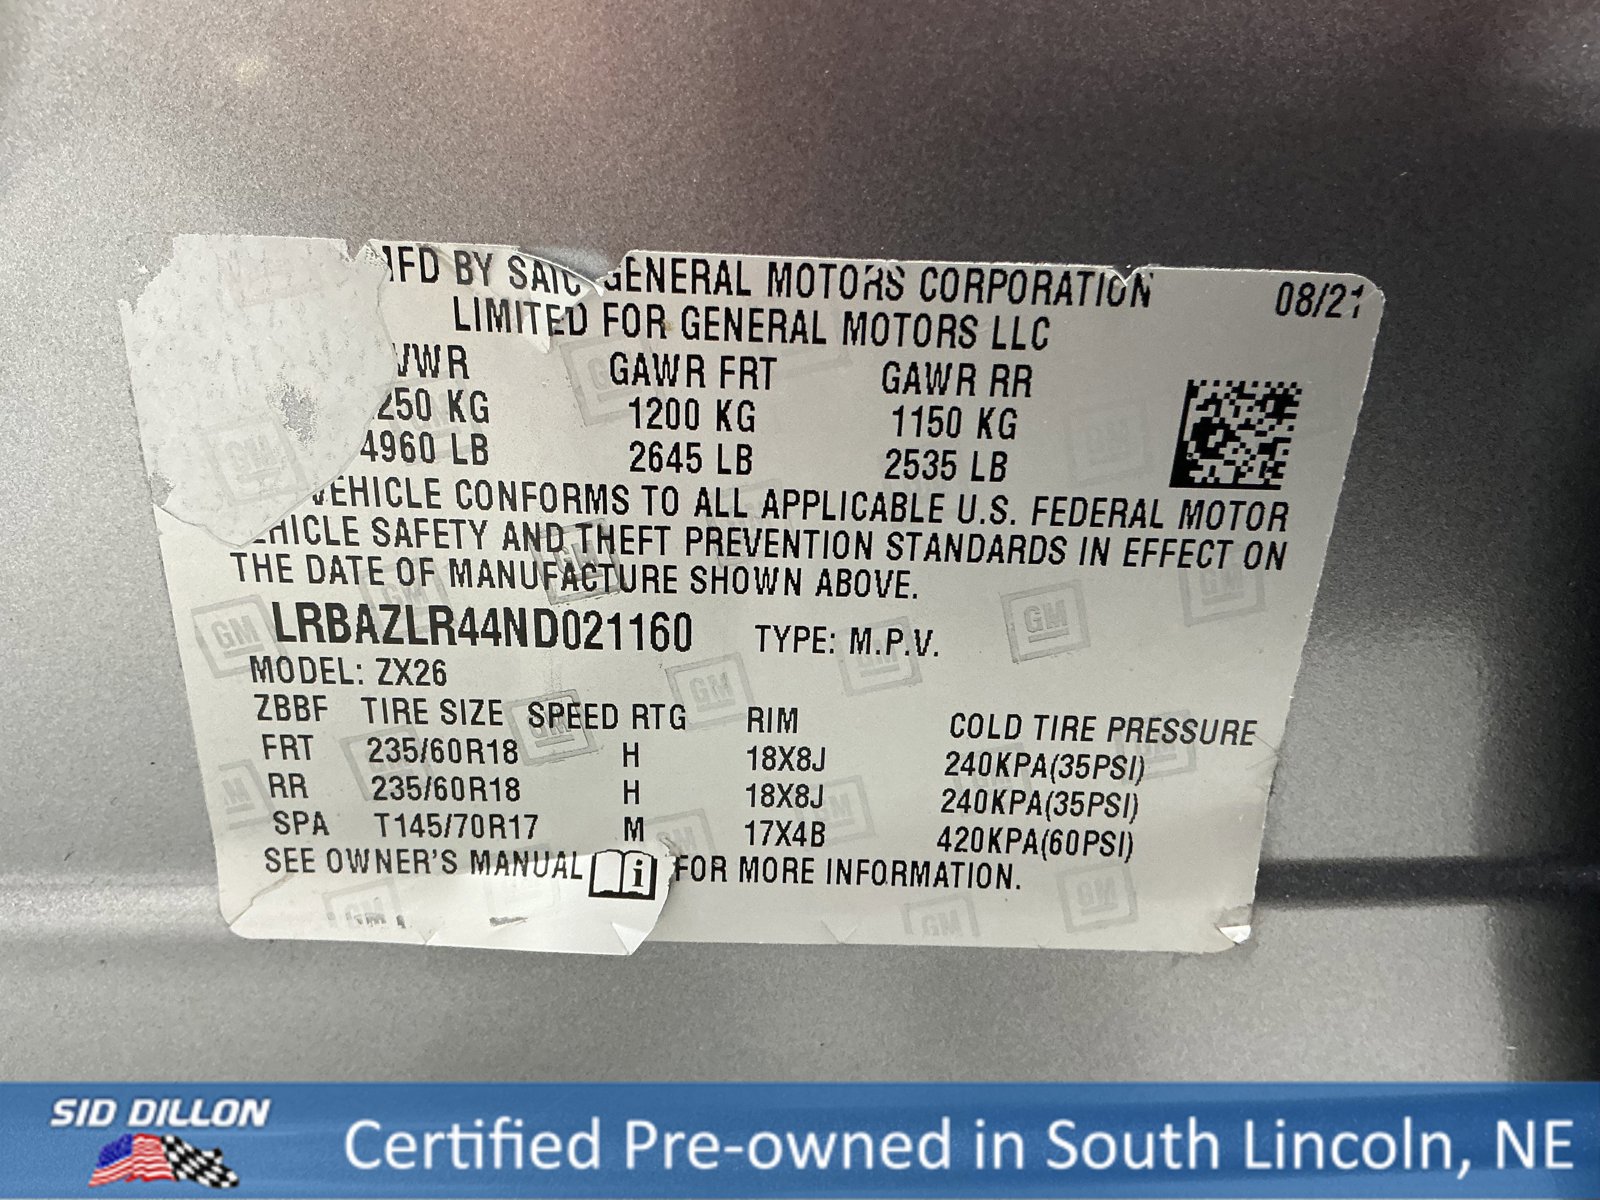 MFD BY SAIC GENERAL MOTORS CORPORATION
08/21
LIMITED FOR GENERAL MOTORS LLC
VWR GAWR FRT GAWR RR
250 KG 1200 KG 1150 KG
4960 LB 2645 LB 2535 LB
VEHICLE CONFORMS TO ALL APPLICABLE U.S. FEDERAL MOTOR
EHICLE SAFETY AND THEFT PREVENTION STANDARDS IN EFFECT ON
THE DATE OF MANUFACTURE SHOWN ABOVE.
LRBAZLR44ND021160 TYPE: M.P.V.
MODEL: ZX26
ZBBF TIRE SIZE SPEED RTG RIM COLD TIRE PRESSURE
FRT 235/60R18 H 18X8J 240KPA(35PSI)
RR 235/60R18 H 18X8J 240KPA(35PSI)
SPA T145/70R17 M 17X4B 420KPA(60PSI)
SEE OWNER'S MANUAL i FOR MORE INFORMATION.
SID DILLON
Certified Pre-owned in South Lincoln, NE